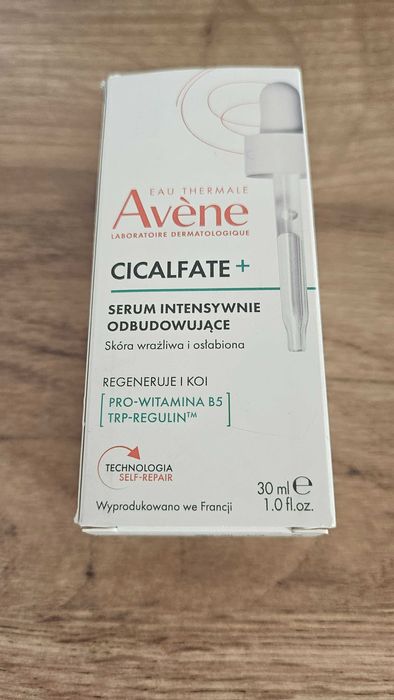 EAU THERMALE
Avène
LABORATOIRE DERMATOLOGIQUE
CICALFATE+
SERUM INTENSYWNIE
ODBUDOWUJĄCE
Skóra wrażliwa i osłabiona
REGENERUJE I KOI
[PRO-WITAMINA B5
TRP-REGULIN™]
TECHNOLOGIA
SELF-REPAIR
Wyprodukowano we Francji
30 ml ℮
1.0 fl.oz.